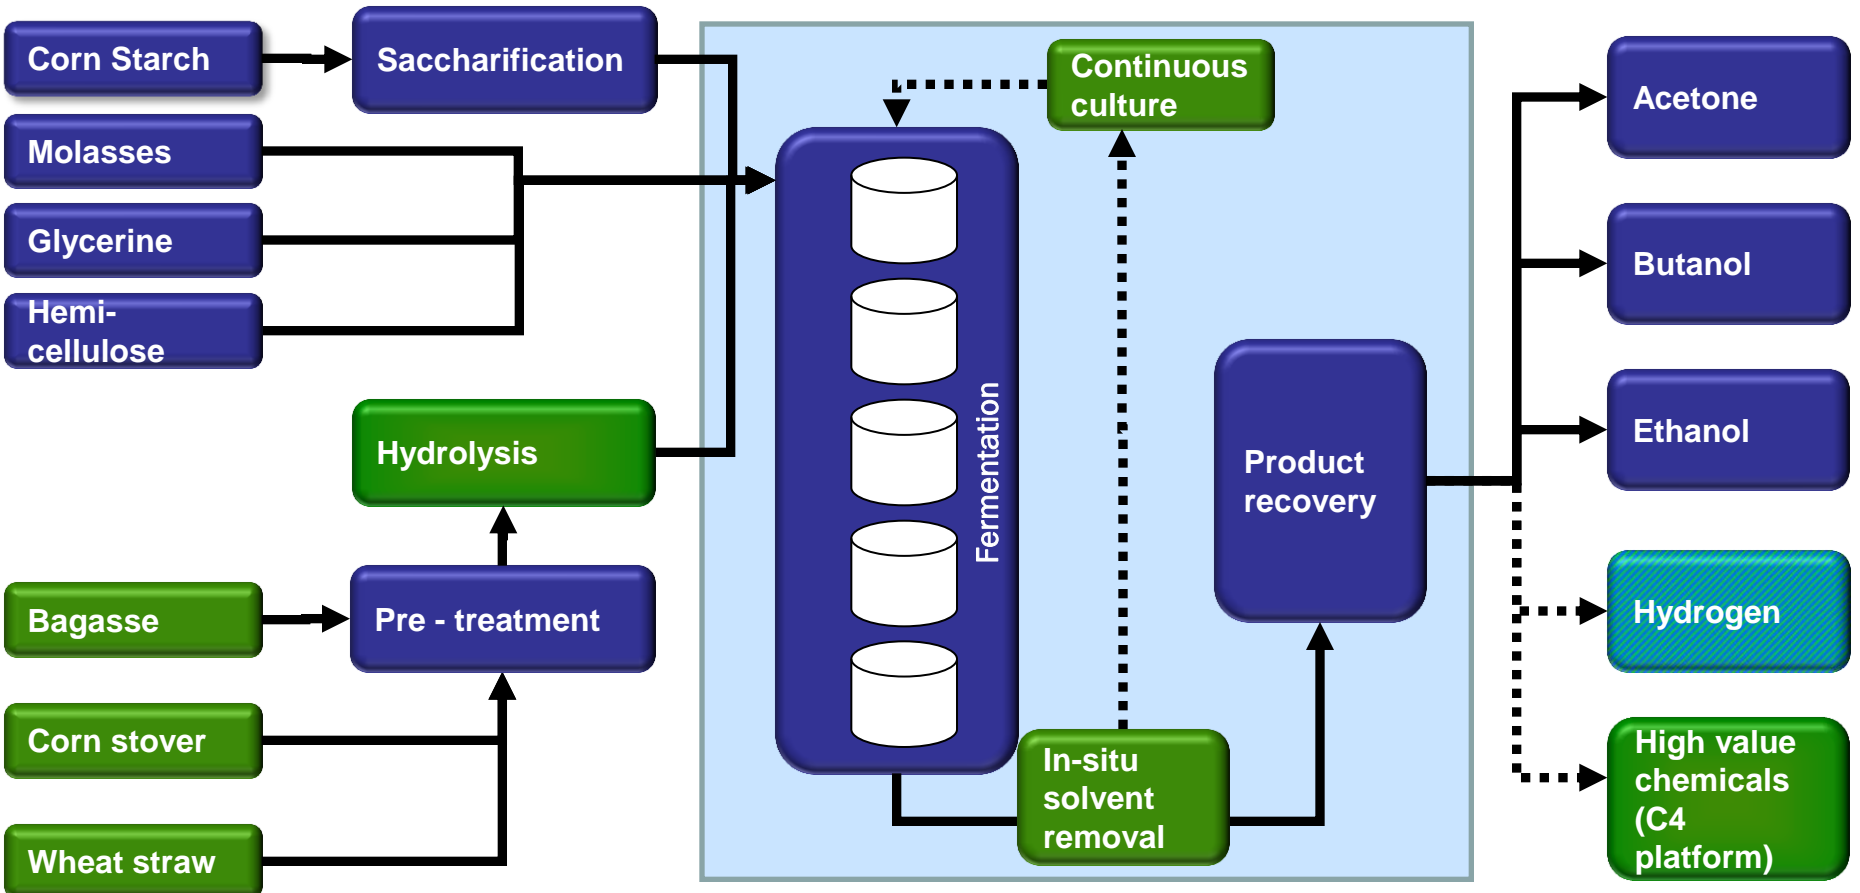 Corn Starch
Molasses
Glycerine
Hemi-
cellulose
Bagasse
Corn stover
Wheat straw
Saccharification
Hydrolysis
Pre - treatment
Continuous
culture
Fermentation
In-situ
solvent
removal
Product
recovery
Acetone
Butanol
Ethanol
Hydrogen
High value
chemicals
(C4
platform)